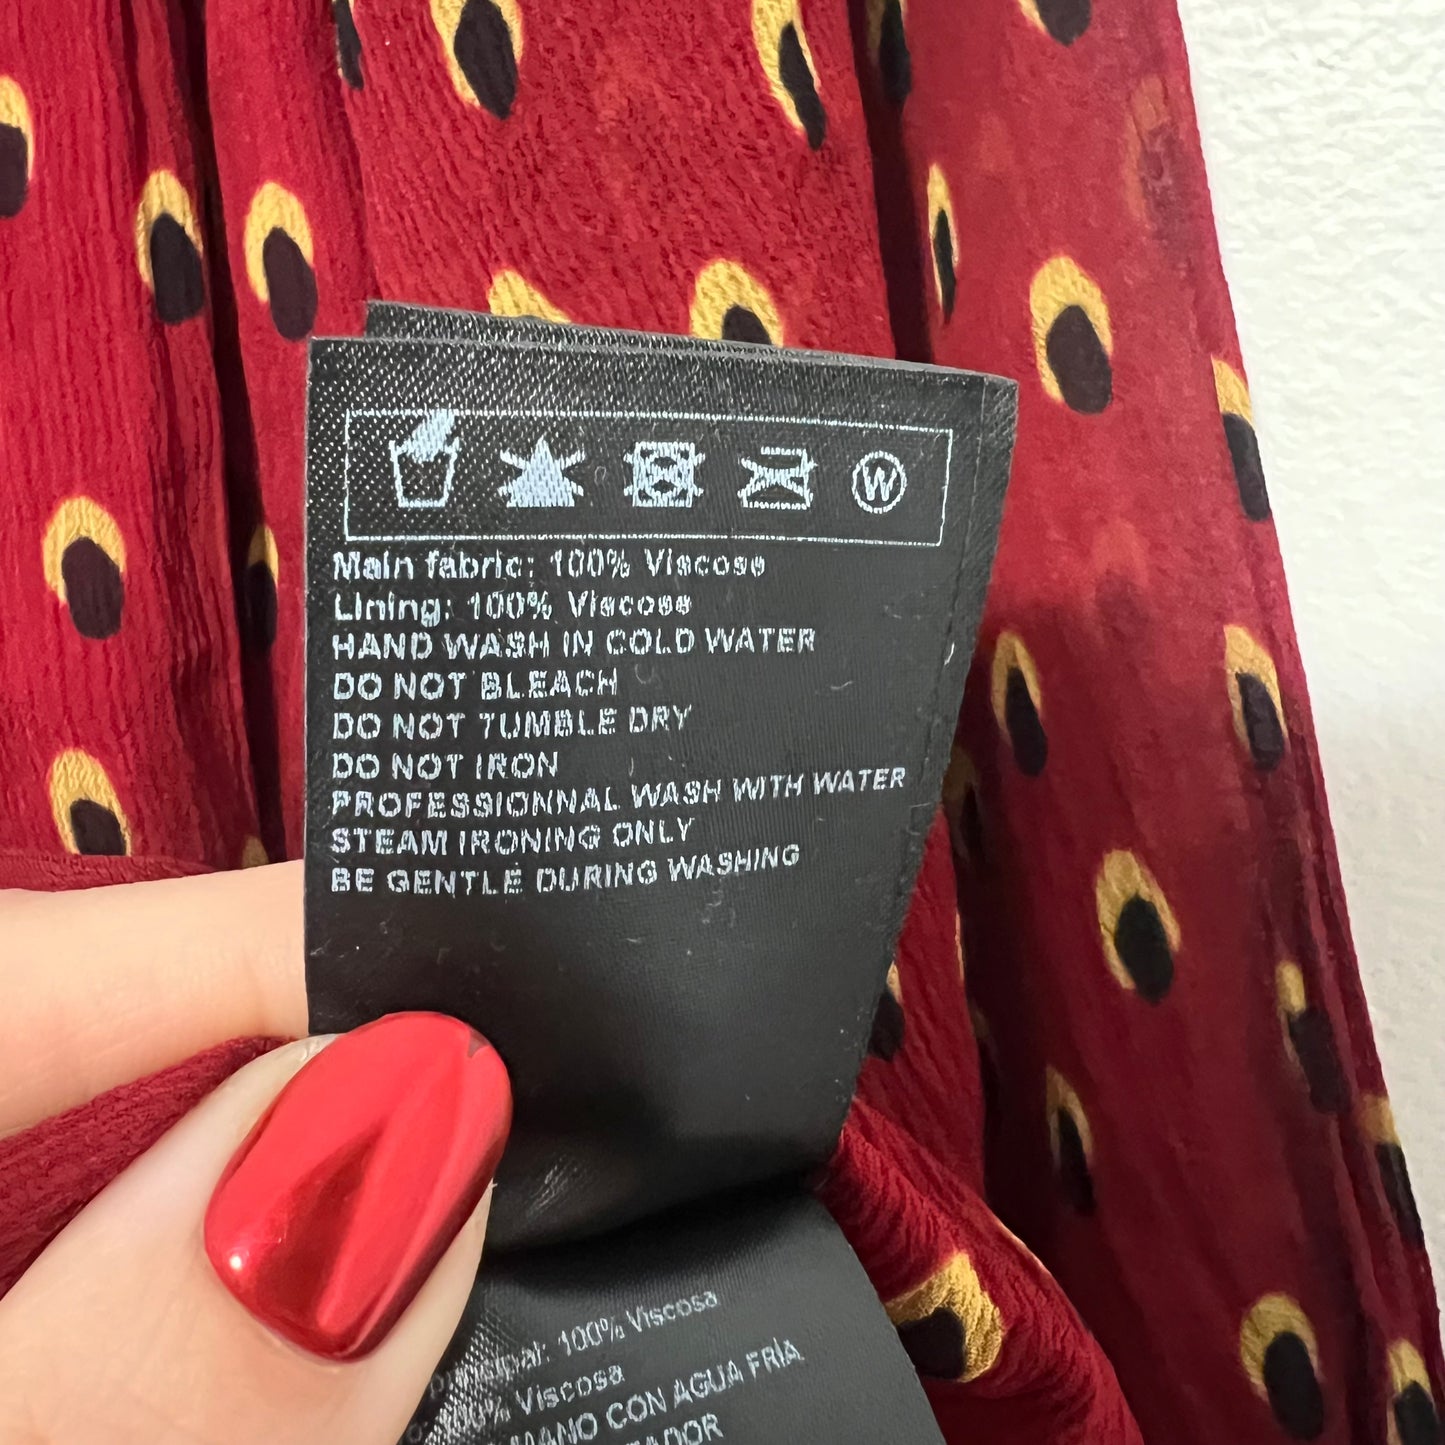 W
Main fabric: 100% Viscose
Lining: 100% Viscose
HAND WASH IN COLD WATER
DO NOT BLEACH
DO NOT TUMBLE DRY
DO NOT IRON
PROFESSIONNAL WASH WITH WATER
STEAM IRONING ONLY
BE GENTLE DURING WASHING
100% Viscosa
100% Viscosa
MANO CON AGUA FRÍA